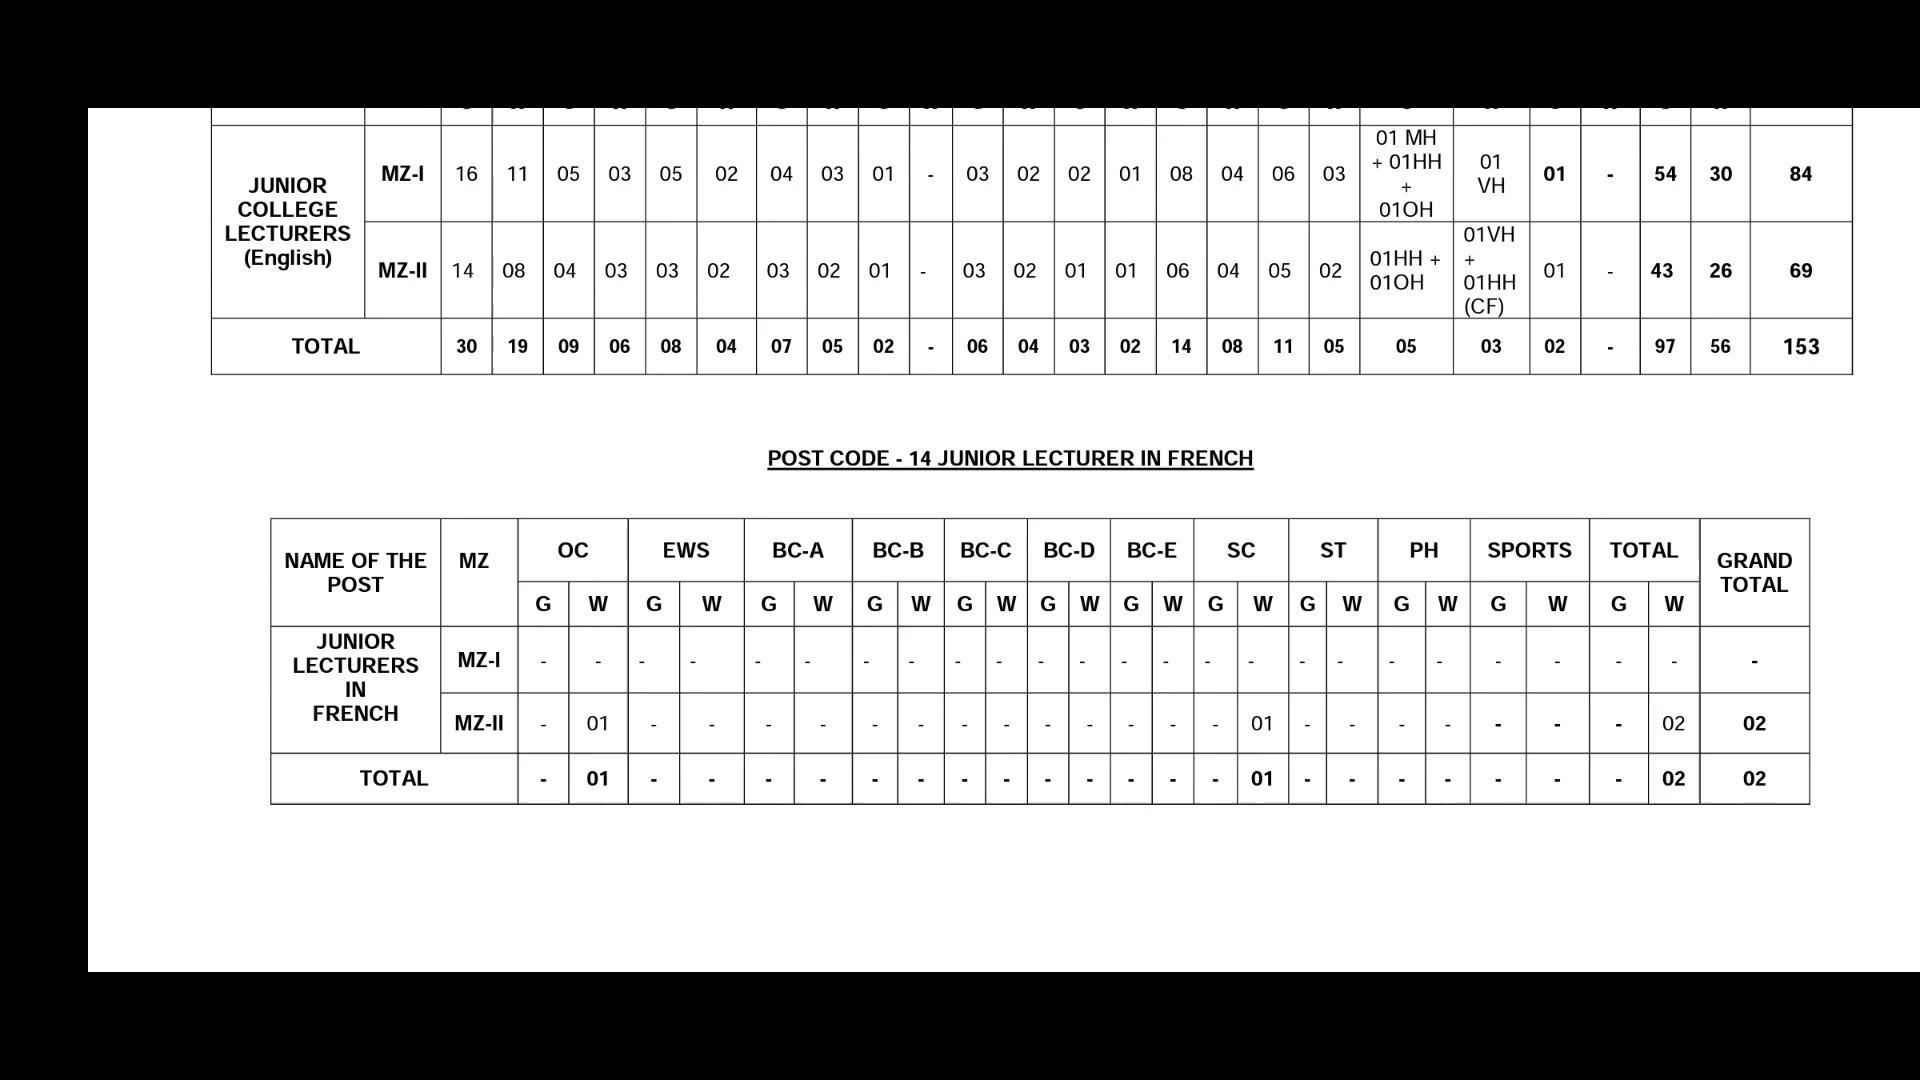 JUNIOR
COLLEGE
LECTURERS
(English)
MZ-I 16 11 05 03 05 02 04 03 01 - 03 02 02 01 08 04 06 03 01 MH + 01HH + 01OH 01 VH 01 - 54 30 84
MZ-II 14 08 04 03 03 02 03 02 01 - 03 02 01 01 06 04 05 02 01HH + 01OH 01VH + 01HH (CF) 01 - 43 26 69
TOTAL 30 19 09 06 08 04 07 05 02 - 06 04 03 02 14 08 11 05 05 03 02 - 97 56 153
POST CODE - 14 JUNIOR LECTURER IN FRENCH
NAME OF THE POST MZ OC EWS BC-A BC-B BC-C BC-D BC-E SC ST PH SPORTS TOTAL GRAND TOTAL
G W G W G W G W G W G W G W G W G W G W G W G W
JUNIOR
LECTURERS
IN
FRENCH
MZ-I - - - - - - - - - - - - - - - - - - - - - - - - -
MZ-II - 01 - - - - - - - - - - - - - 01 - - - - - - - 02 02
TOTAL - 01 - - - - - - - - - - - - - 01 - - - - - - - 02 02